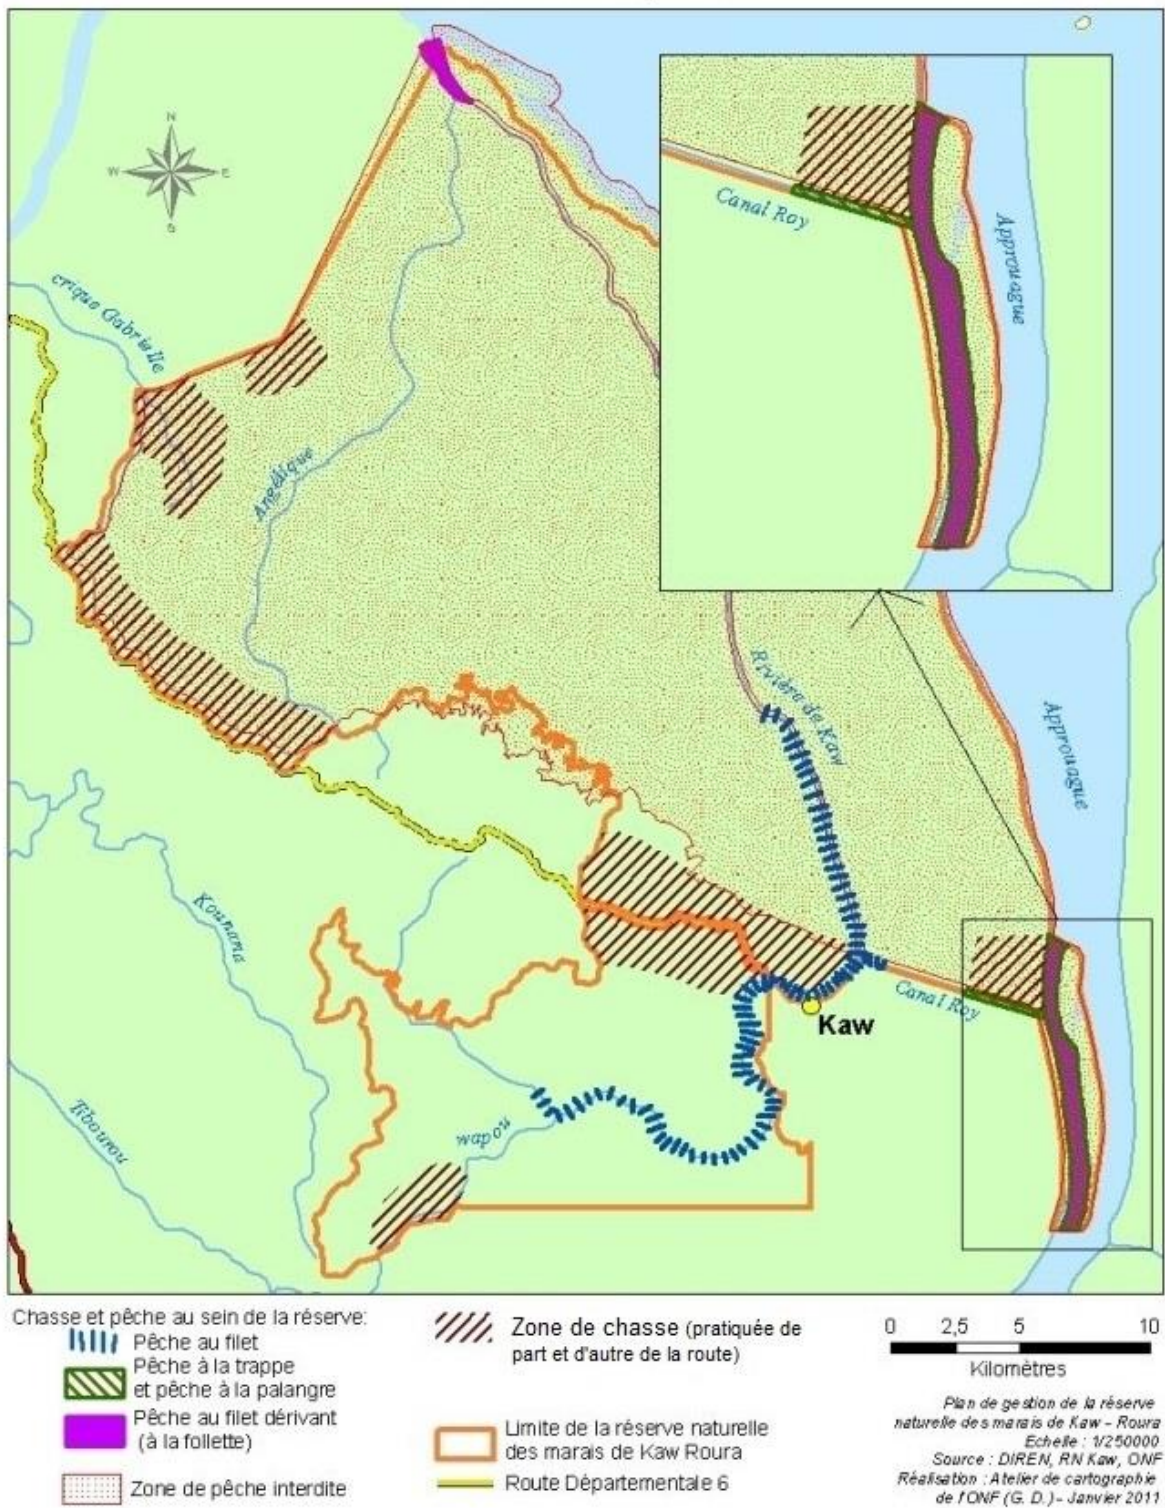 N
W
E
S
Canal Roy
Approuague
crique Gabrielle
Angélique
Rivière de Kaw
Approuague
Kounana
Canal Roy
Kaw
Tibourou
wapou
Chasse et pêche au sein de la réserve:
Pêche au filet
Pêche à la trappe
et pêche à la palangre
Pêche au filet dérivant
(à la follette)
Zone de pêche interdite
Zone de chasse (pratiquée de
part et d'autre de la route)
Limite de la réserve naturelle
des marais de Kaw Roura
Route Départementale 6
0 2,5 5 10
Kilomètres
Plan de gestion de la réserve
naturelle des marais de Kaw - Roura
Echelle : 1/250000
Source : DIREN, RN Kaw, ONF
Réalisation : Atelier de cartographie
de l'ONF (G. D.) - Janvier 2011